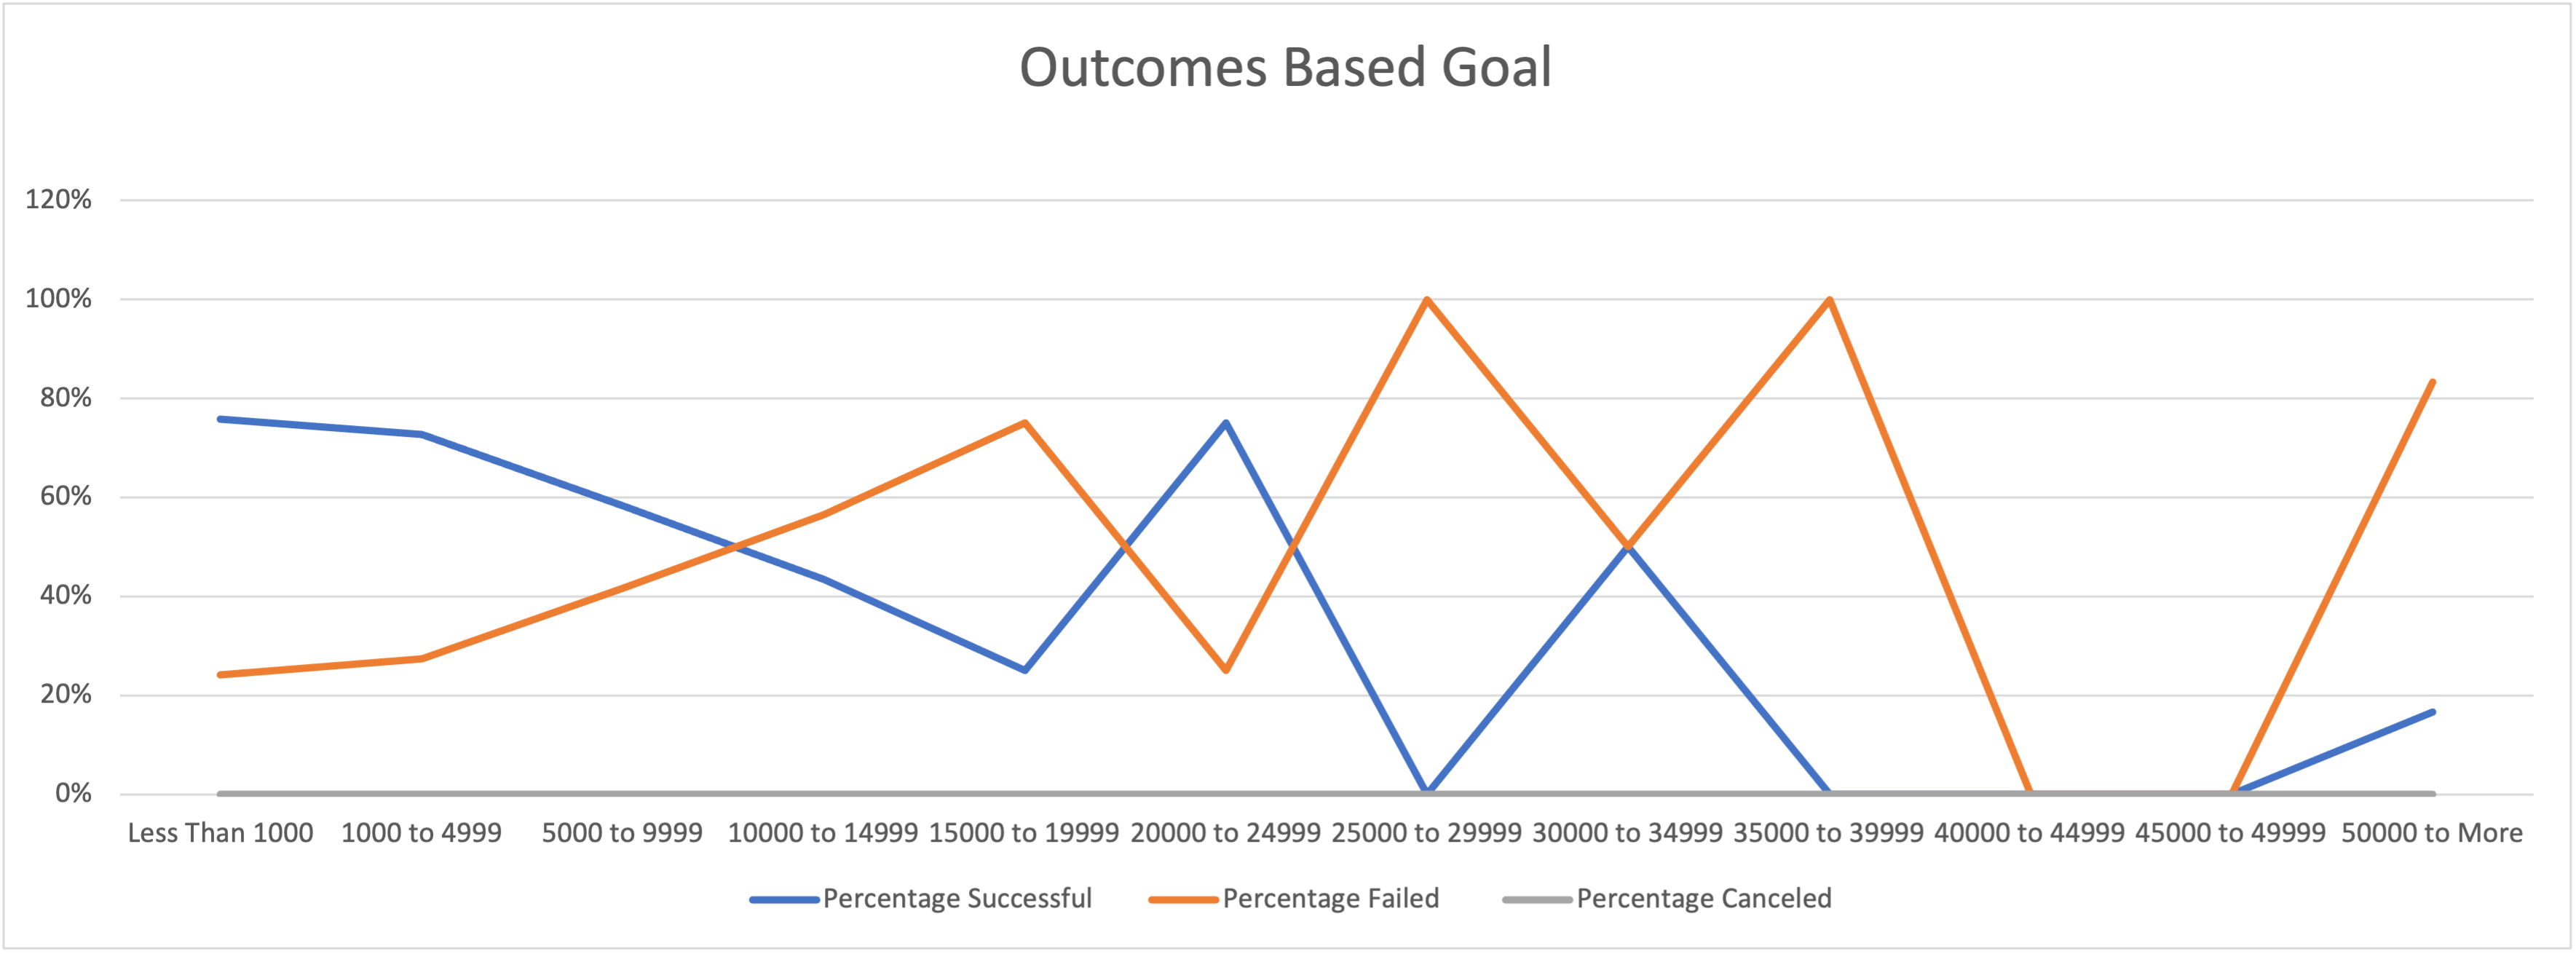 Outcomes Based Goal
120%
100%
80%
60%
40%
20%
0%
Less Than 1000 1000 to 4999 5000 to 9999 10000 to 14999 15000 to 19999 20000 to 24999 25000 to 29999 30000 to 34999 35000 to 39999 40000 to 44999 45000 to 49999 50000 to More
Percentage Successful Percentage Failed Percentage Canceled